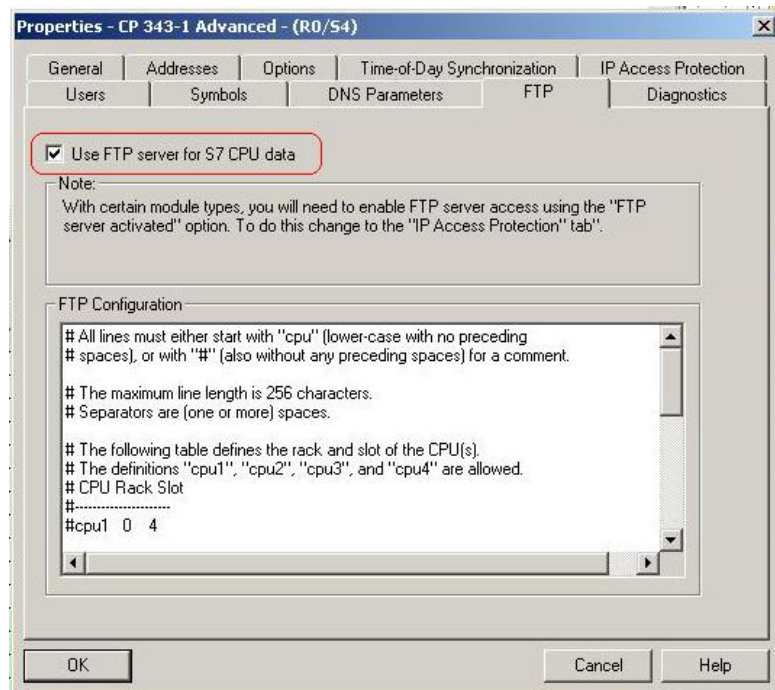 Properties - CP 343-1 Advanced - (R0/S4)
General Addresses Options Time-of-Day Synchronization IP Access Protection
Users Symbols DNS Parameters FTP Diagnostics
Use FTP server for S7 CPU data
Note:
With certain module types, you will need to enable FTP server access using the "FTP
server activated" option. To do this change to the "IP Access Protection" tab".
FTP Configuration
# All lines must either start with "cpu" (lower-case with no preceding
# spaces), or with "#" (also without any preceding spaces) for a comment.
# The maximum line length is 256 characters.
# Separators are (one or more) spaces.
# The following table defines the rack and slot of the CPU(s).
# The definitions "cpu1", "cpu2", "cpu3", and "cpu4" are allowed.
# CPU Rack Slot
#---------------------
#cpu1 0 4
OK Cancel Help